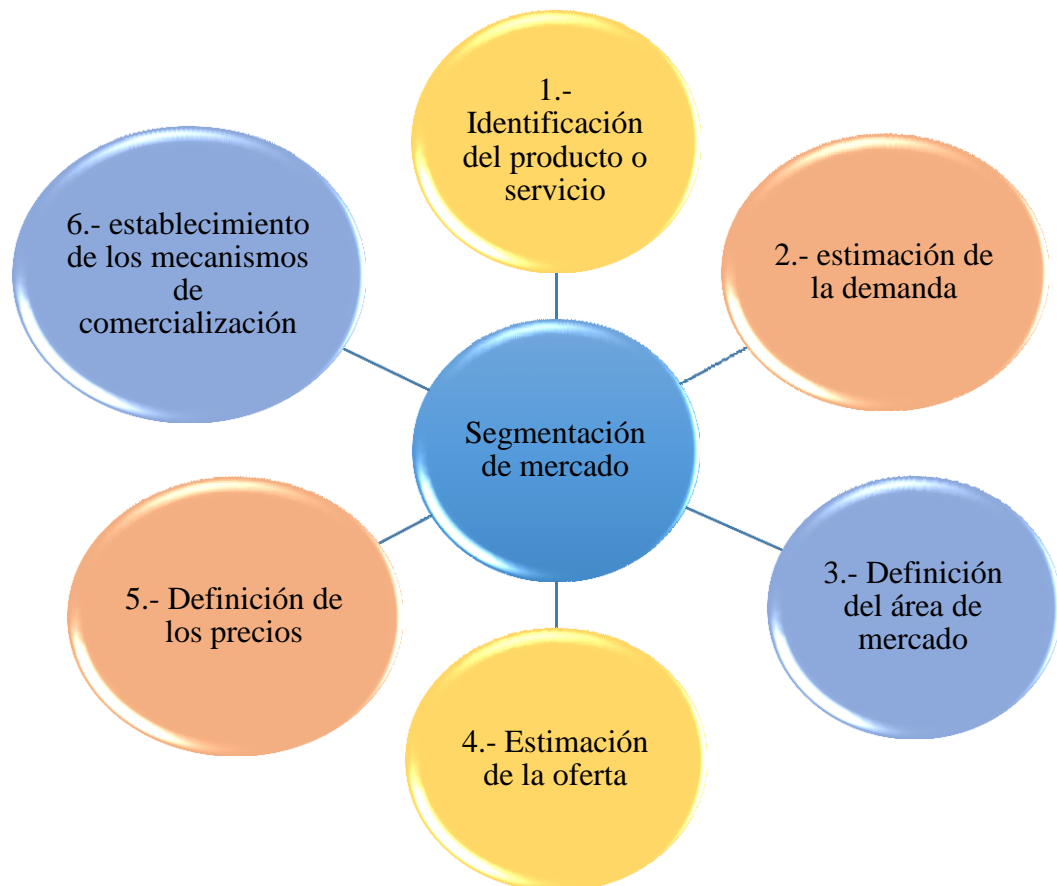 1.-
Identificación
del producto o
servicio
2.- estimación de
la demanda
3.- Definición
del área de
mercado
4.- Estimación
de la oferta
5.- Definición de
los precios
6.- establecimiento
de los mecanismos
de
comercialización
Segmentación
de mercado